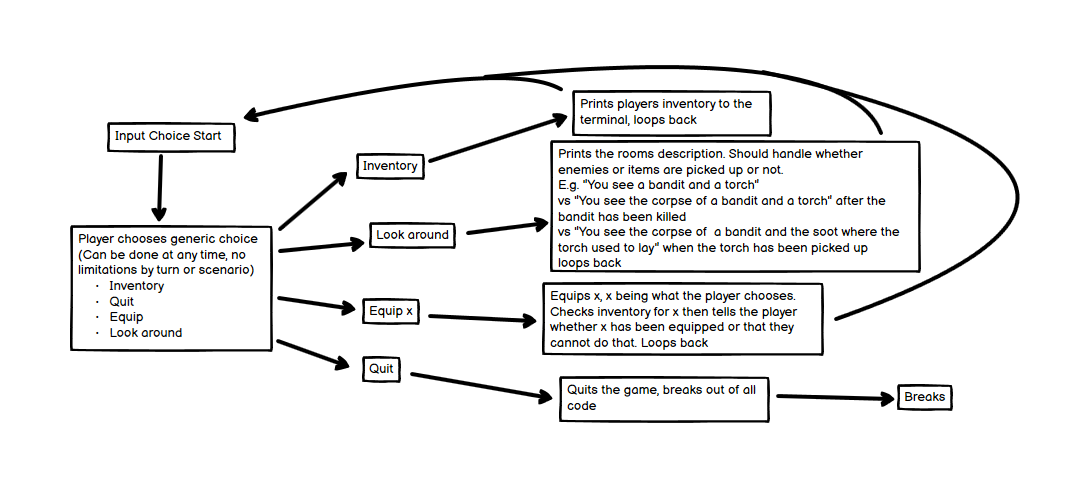 Input Choice Start
Player chooses generic choice
(Can be done at any time, no
limitations by turn or scenario)
· Inventory
· Quit
· Equip
· Look around
Inventory
Look around
Equip x
Quit
Prints players inventory to the
terminal, loops back
Prints the rooms description. Should handle whether
enemies or items are picked up or not.
E.g. "You see a bandit and a torch"
vs "You see the corpse of a bandit and a torch" after the
bandit has been killed
vs "You see the corpse of  a bandit and the soot where the
torch used to lay" when the torch has been picked up
loops back
Equips x, x being what the player chooses.
Checks inventory for x then tells the player
whether x has been equipped or that they
cannot do that. Loops back
Quits the game, breaks out of all
code
Breaks